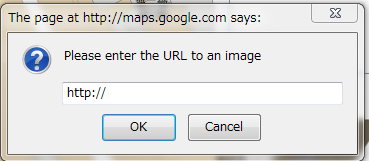 The page at http://maps.google.com says:
Please enter the URL to an image
http://
OK
Cancel